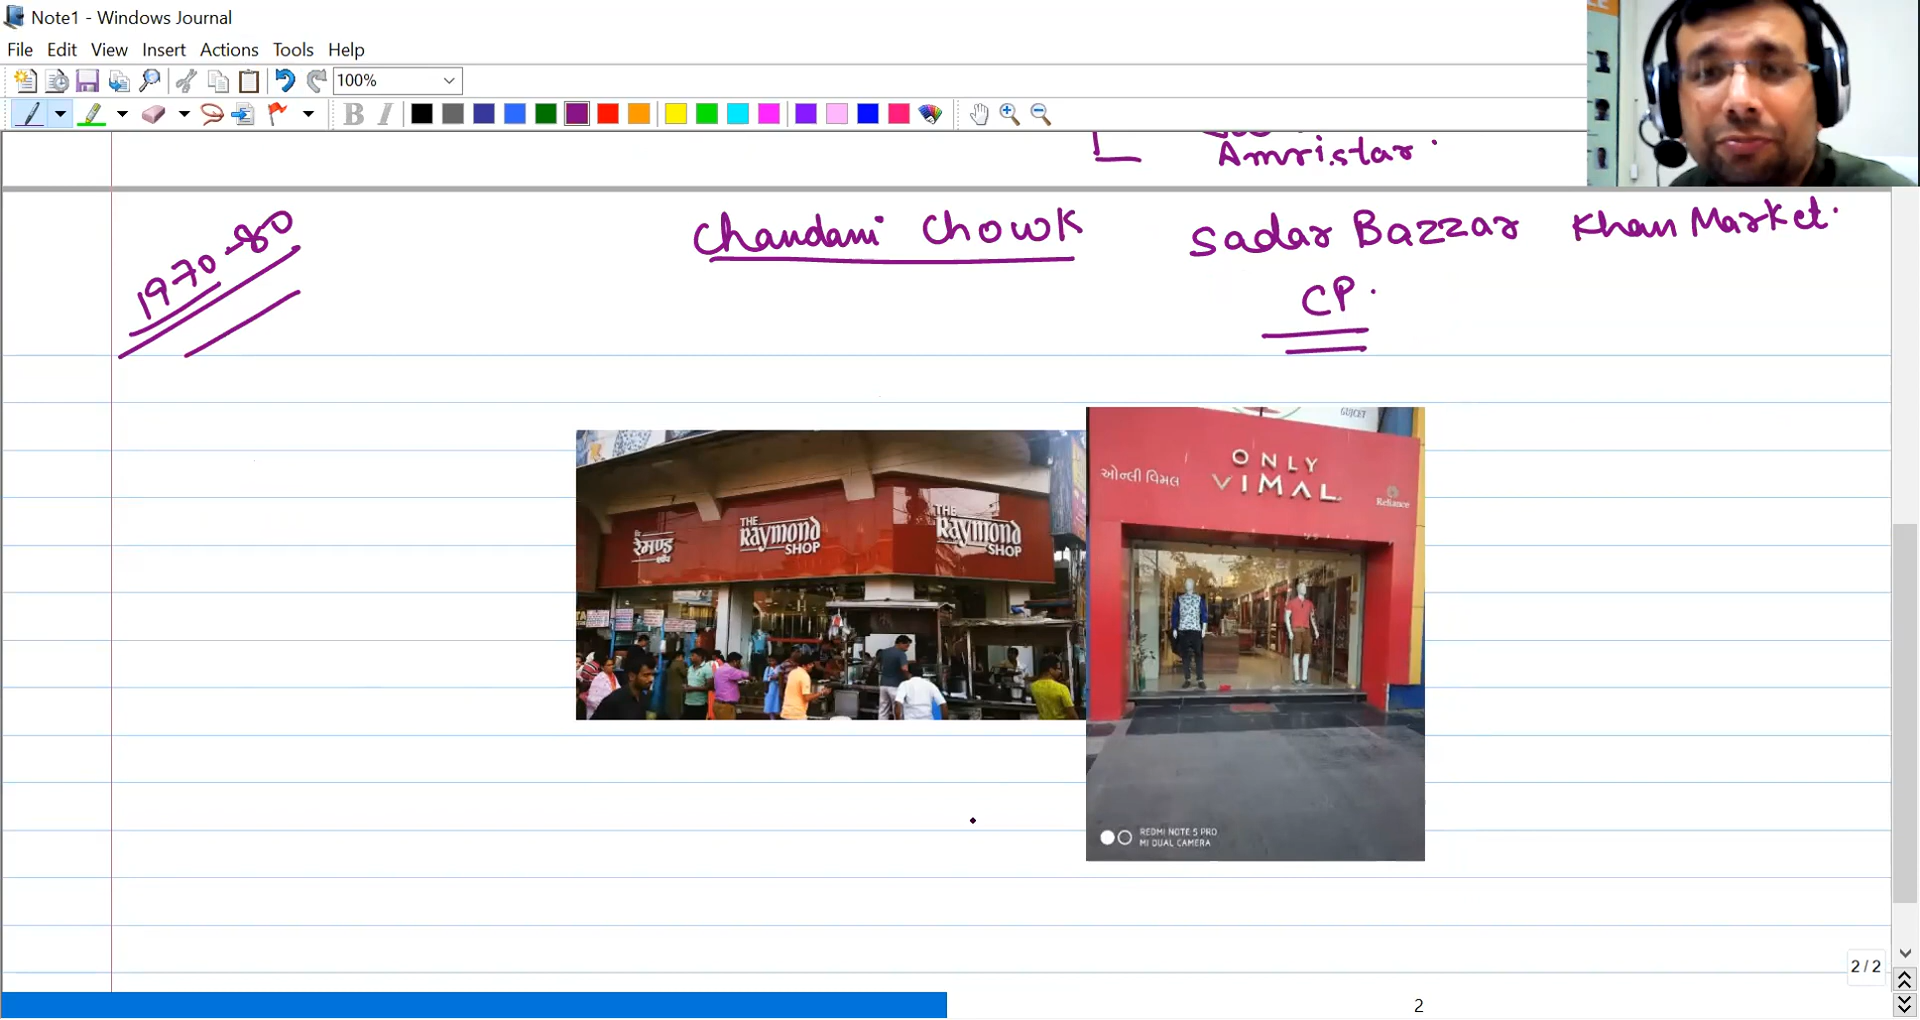 Note1 - Windows Journal
File Edit View Insert Actions Tools Help
100%
B I
Amristar.
1970-80
Chandani Chowk Sadar Bazzar Khan Market.
CP.
GUJCET
ONLY
VIMAL
ઓન્લી વિમલ
Reliance
THE
Raymond
SHOP
THE
Raymond
SHOP
रेमण्ड
REDMI NOTE 5 PRO
MI DUAL CAMERA
2 / 2
2